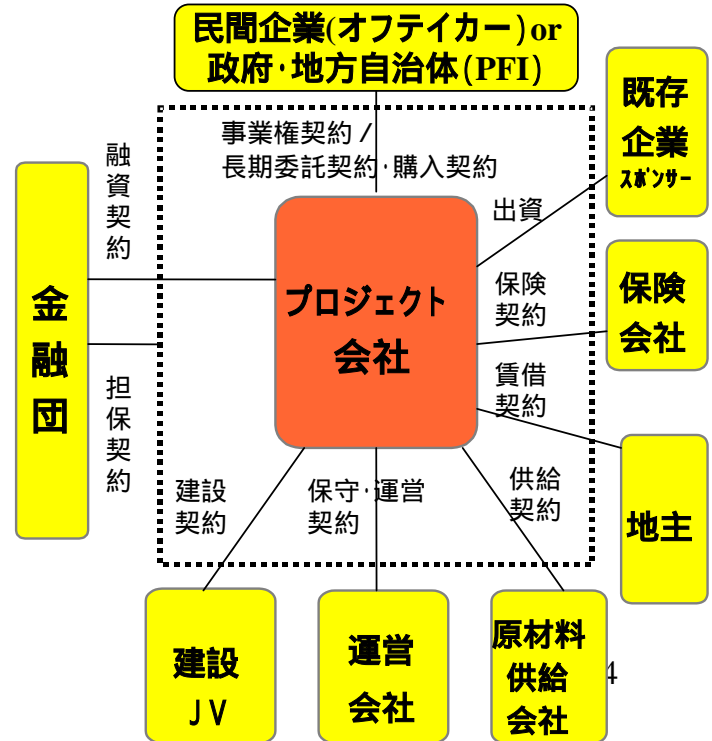 民間企業(オフテイカー)or
政府·地方自治体(PFI)
既存
企業
スポンサー
事業権契約 /
長期委託契約·購入契約
融資契約
出資
金融団
プロジェクト
会社
保険
契約
保険
会社
賃借
契約
担保契約
地主
建設
契約
保守·運営
契約
供給
契約
建設
JV
運営
会社
原材料
供給
会社
4